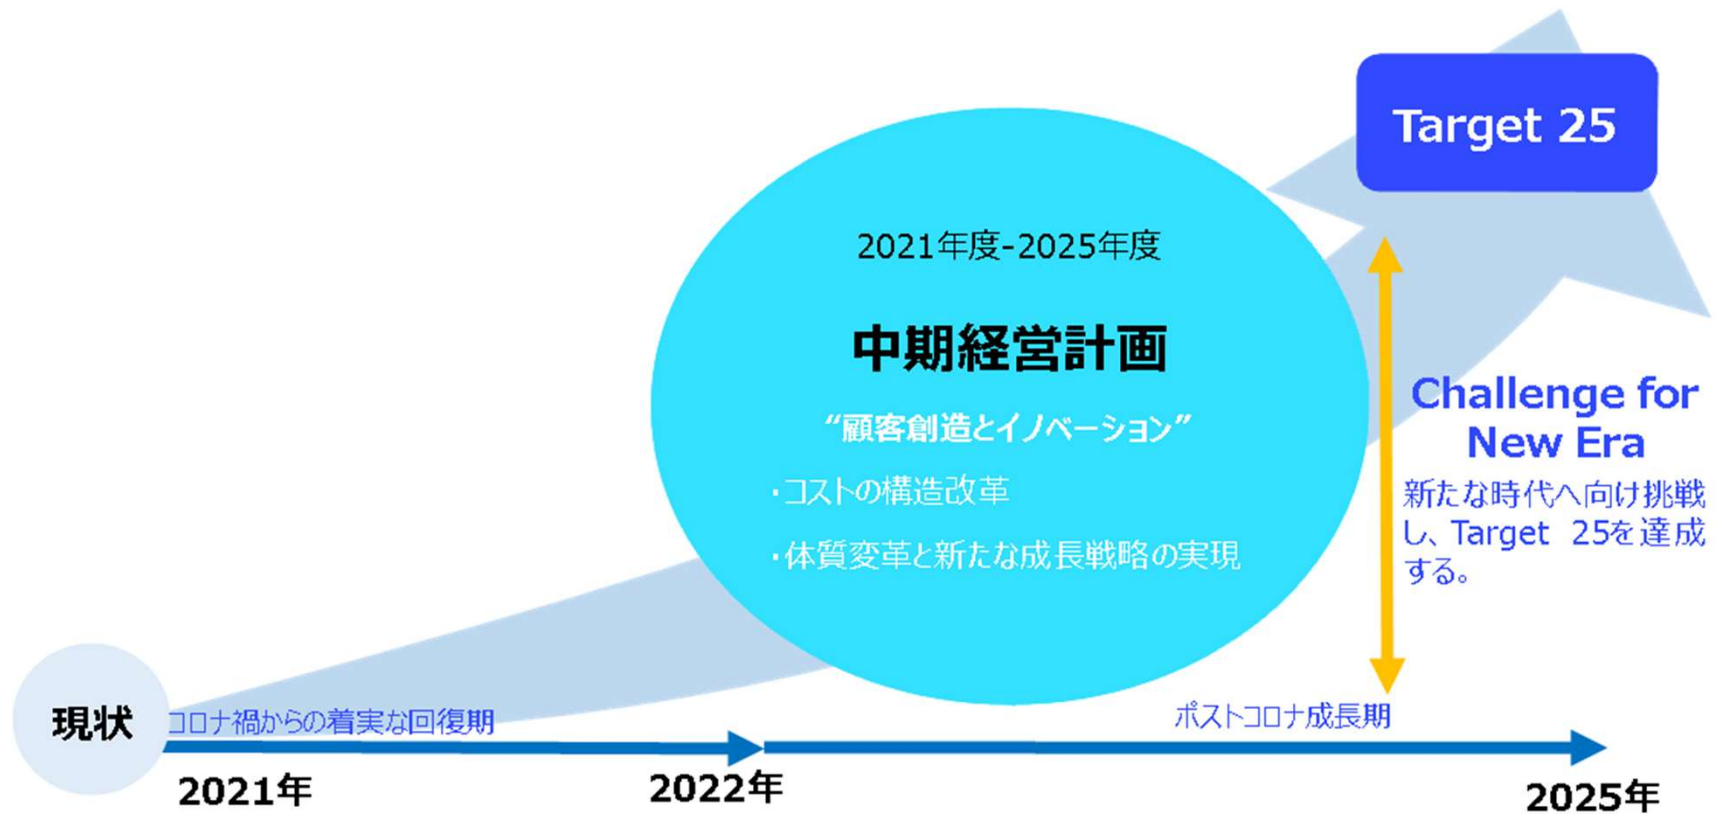 Target 25
2021年度-2025年度
中期経営計画
“顧客創造とイノベーション”
・コストの構造改革
・体質変革と新たな成長戦略の実現
Challenge for
New Era
新たな時代へ向け挑戦
し、Target 25を達成
する。
現状
コロナ禍からの着実な回復期
ポストコロナ成長期
2021年
2022年
2025年